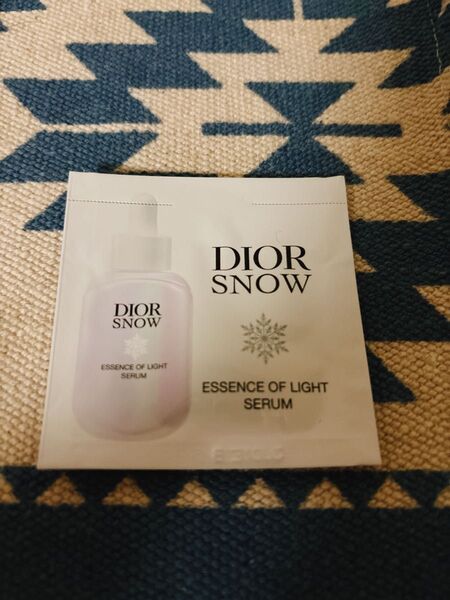 DIOR
SNOW
ESSENCE OF LIGHT
SERUM
DIOR
SNOW
ESSENCE OF LIGHT
SERUM